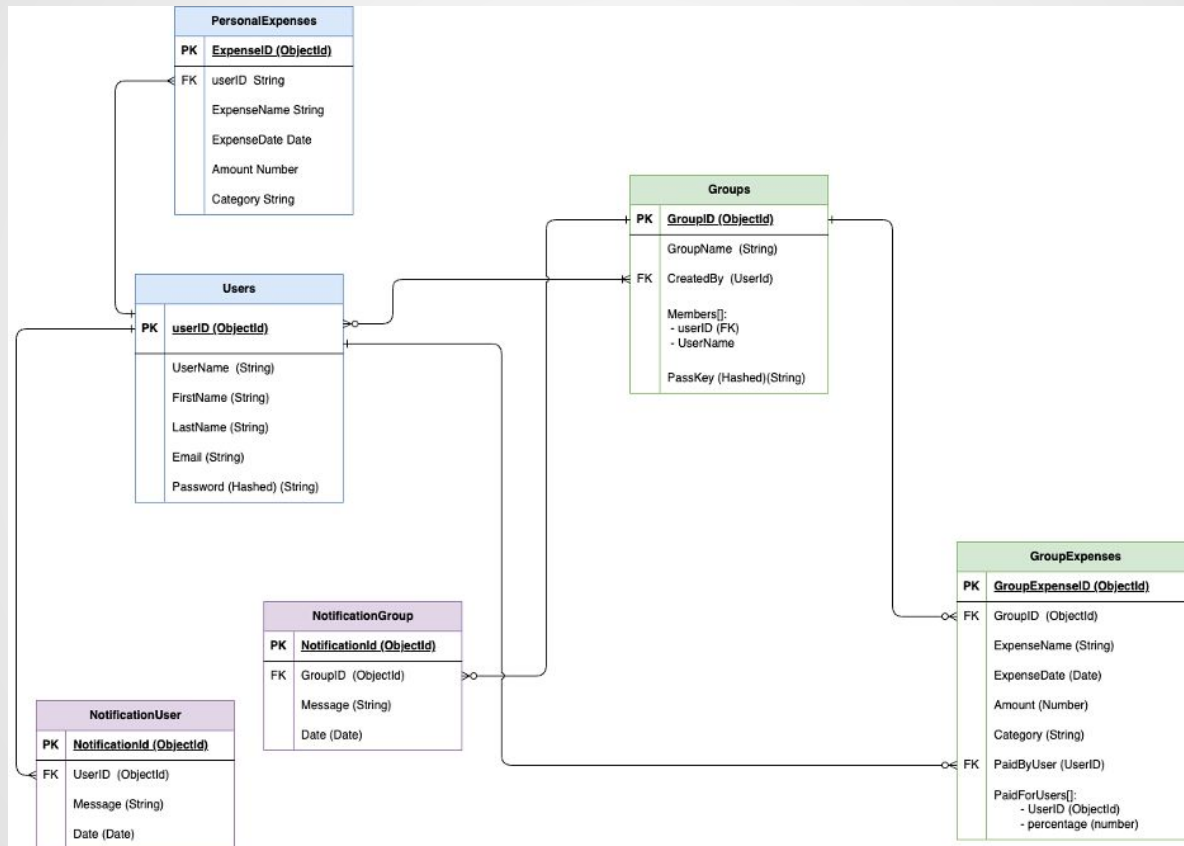 PersonalExpenses
PK ExpenseID (ObjectId)
FK userID String
ExpenseName String
ExpenseDate Date
Amount Number
Category String
Groups
PK GroupID (ObjectId)
GroupName (String)
FK CreatedBy (UserId)
Members[]:
- userID (FK)
- UserName
PassKey (Hashed)(String)
Users
PK userID (ObjectId)
UserName (String)
FirstName (String)
LastName (String)
Email (String)
Password (Hashed) (String)
GroupExpenses
PK GroupExpenseID (ObjectId)
FK GroupID (ObjectId)
ExpenseName (String)
ExpenseDate (Date)
Amount (Number)
Category (String)
FK PaidByUser (UserID)
PaidForUsers[]:
- UserID (ObjectId)
- percentage (number)
NotificationGroup
PK NotificationId (ObjectId)
FK GroupID (ObjectId)
Message (String)
Date (Date)
NotificationUser
PK NotificationId (ObjectId)
FK UserID (ObjectId)
Message (String)
Date (Date)